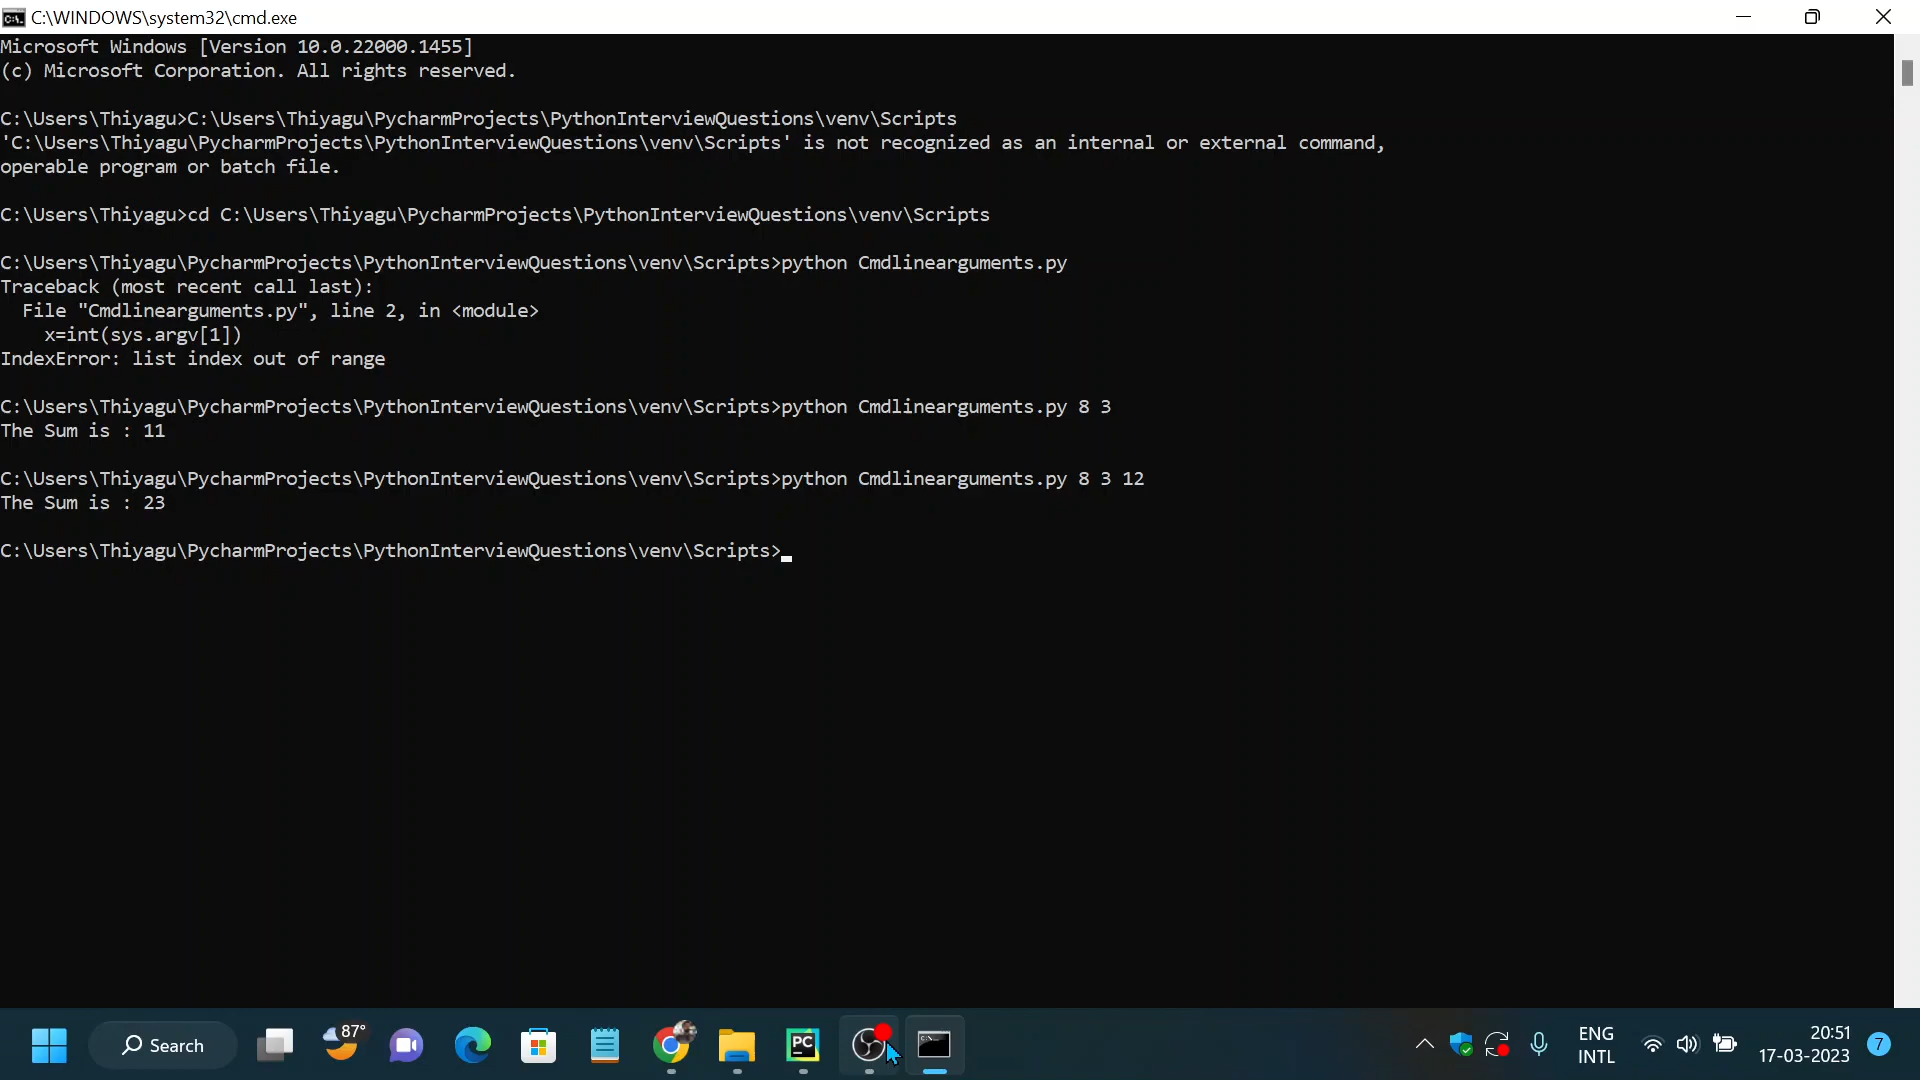 C:\WINDOWS\system32\cmd.exe
Microsoft Windows [Version 10.0.22000.1455]
(c) Microsoft Corporation. All rights reserved.
C:\Users\Thiyagu>C:\Users\Thiyagu\PycharmProjects\PythonInterviewQuestions\venv\Scripts
'C:\Users\Thiyagu\PycharmProjects\PythonInterviewQuestions\venv\Scripts' is not recognized as an internal or external command,
operable program or batch file.
C:\Users\Thiyagu>cd C:\Users\Thiyagu\PycharmProjects\PythonInterviewQuestions\venv\Scripts
C:\Users\Thiyagu\PycharmProjects\PythonInterviewQuestions\venv\Scripts>python Cmdlinearguments.py
Traceback (most recent call last):
  File "Cmdlinearguments.py", line 2, in <module>
    x=int(sys.argv[1])
IndexError: list index out of range
C:\Users\Thiyagu\PycharmProjects\PythonInterviewQuestions\venv\Scripts>python Cmdlinearguments.py 8 3
The Sum is : 11
C:\Users\Thiyagu\PycharmProjects\PythonInterviewQuestions\venv\Scripts>python Cmdlinearguments.py 8 3 12
The Sum is : 23
C:\Users\Thiyagu\PycharmProjects\PythonInterviewQuestions\venv\Scripts>
Search
87°
PC
ENG
INTL
20:51
17-03-2023
7